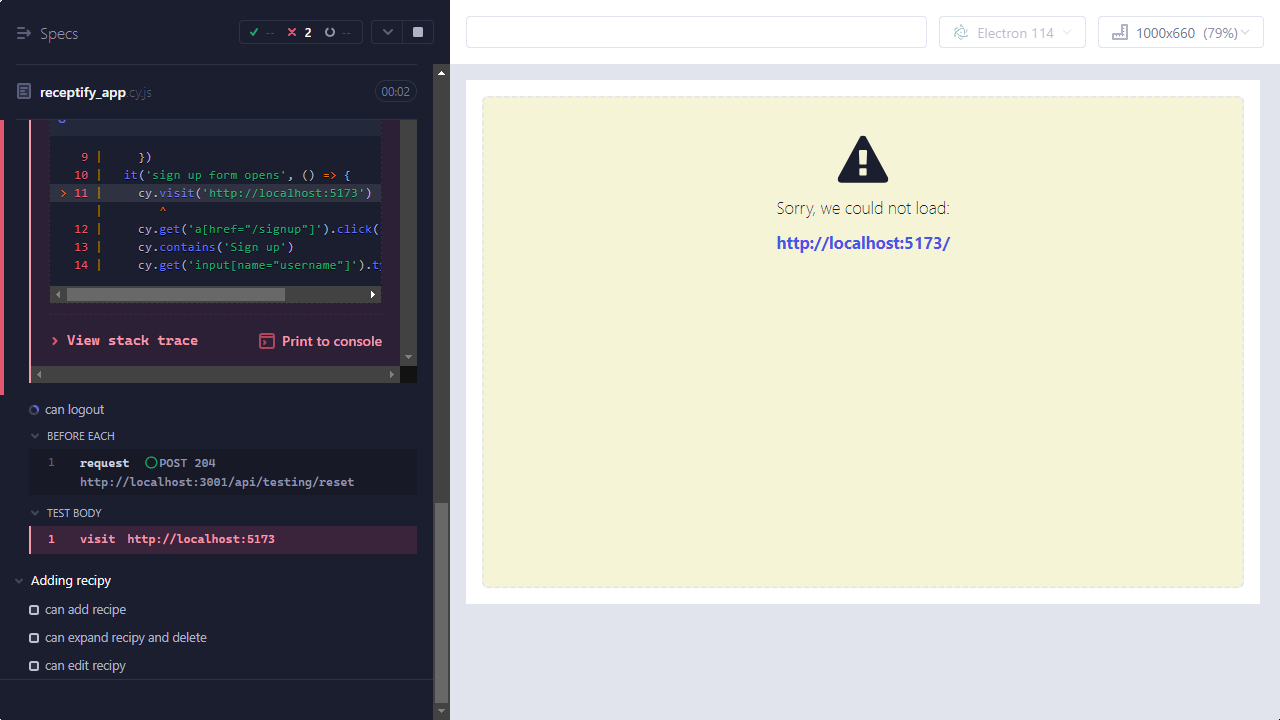 Specs
-- 2 --
receptify_app.cy.js 00:02
9 | })
10 | it('sign up form opens', () => {
> 11 | cy.visit('http://localhost:5173')
| ^
12 | cy.get('a[href="/signup"]').click(
13 | cy.contains('Sign up')
14 | cy.get('input[name="username"]').ty
View stack trace Print to console
can logout
BEFORE EACH
1 request POST 204
http://localhost:3001/api/testing/reset
TEST BODY
1 visit http://localhost:5173
Adding recipy
can add recipe
can expand recipy and delete
can edit recipy
Electron 114 1000x660 (79%)
Sorry, we could not load:
http://localhost:5173/